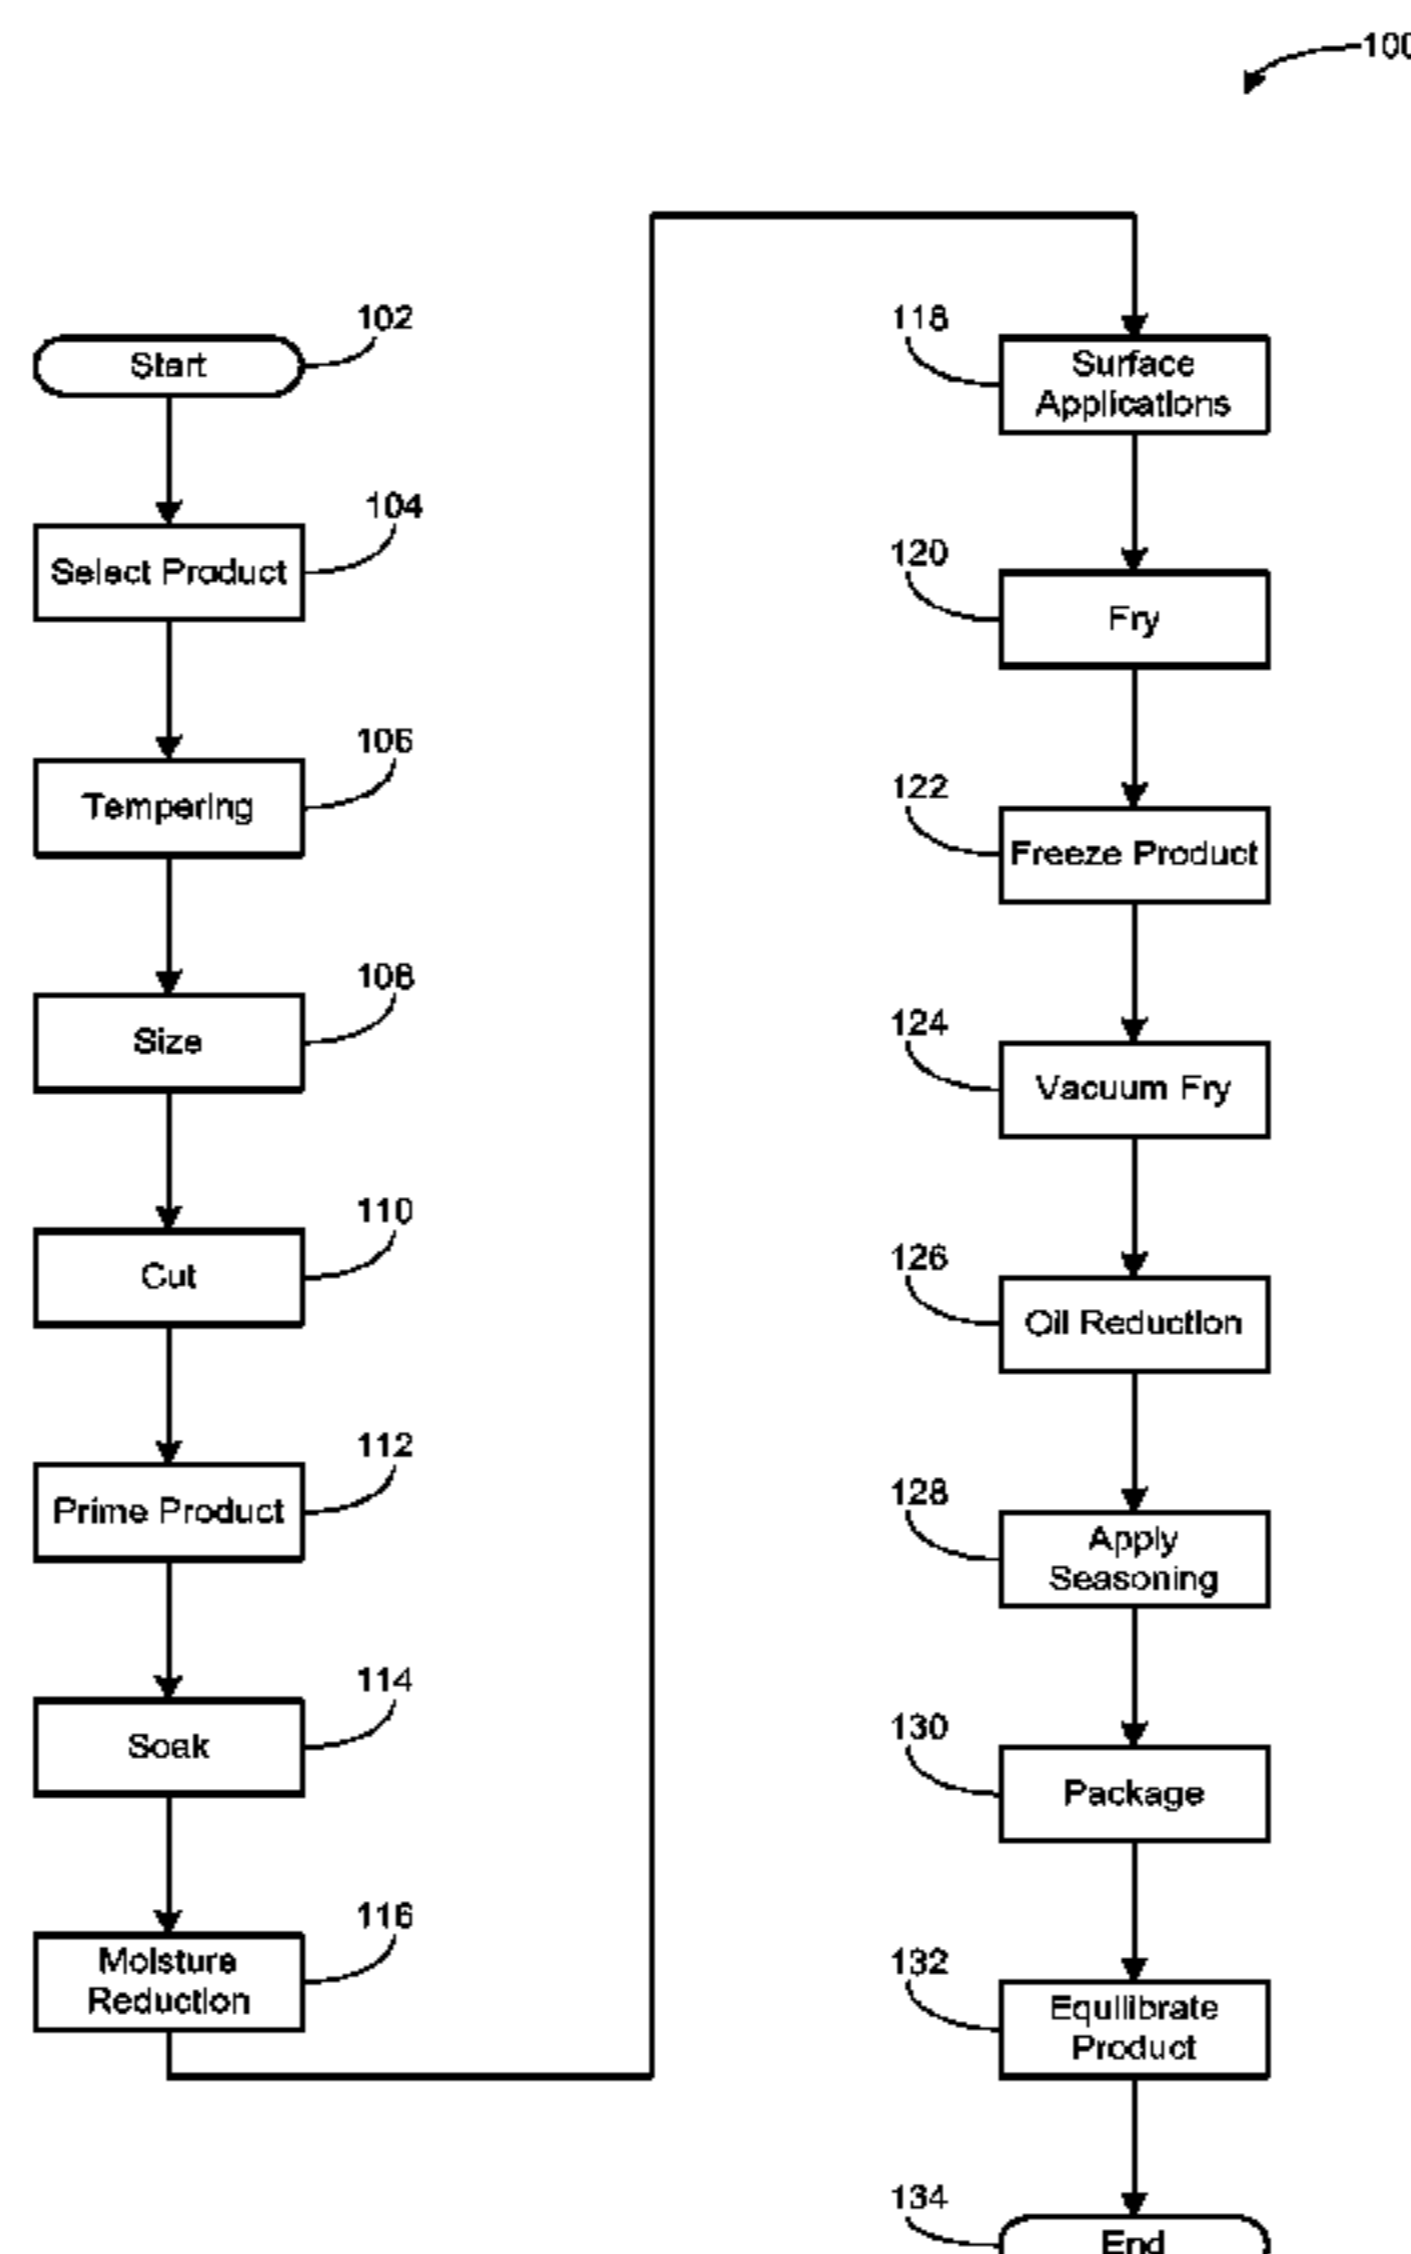 100
102
Start
104
Select Product
106
Tempering
108
Size
110
Cut
112
Prime Product
114
Soak
116
Moisture
Reduction
118
Surface
Applications
120
Fry
122
Freeze Product
124
Vacuum Fry
126
Oil Reduction
128
Apply
Seasoning
130
Package
132
Equilibrate
Product
134
End